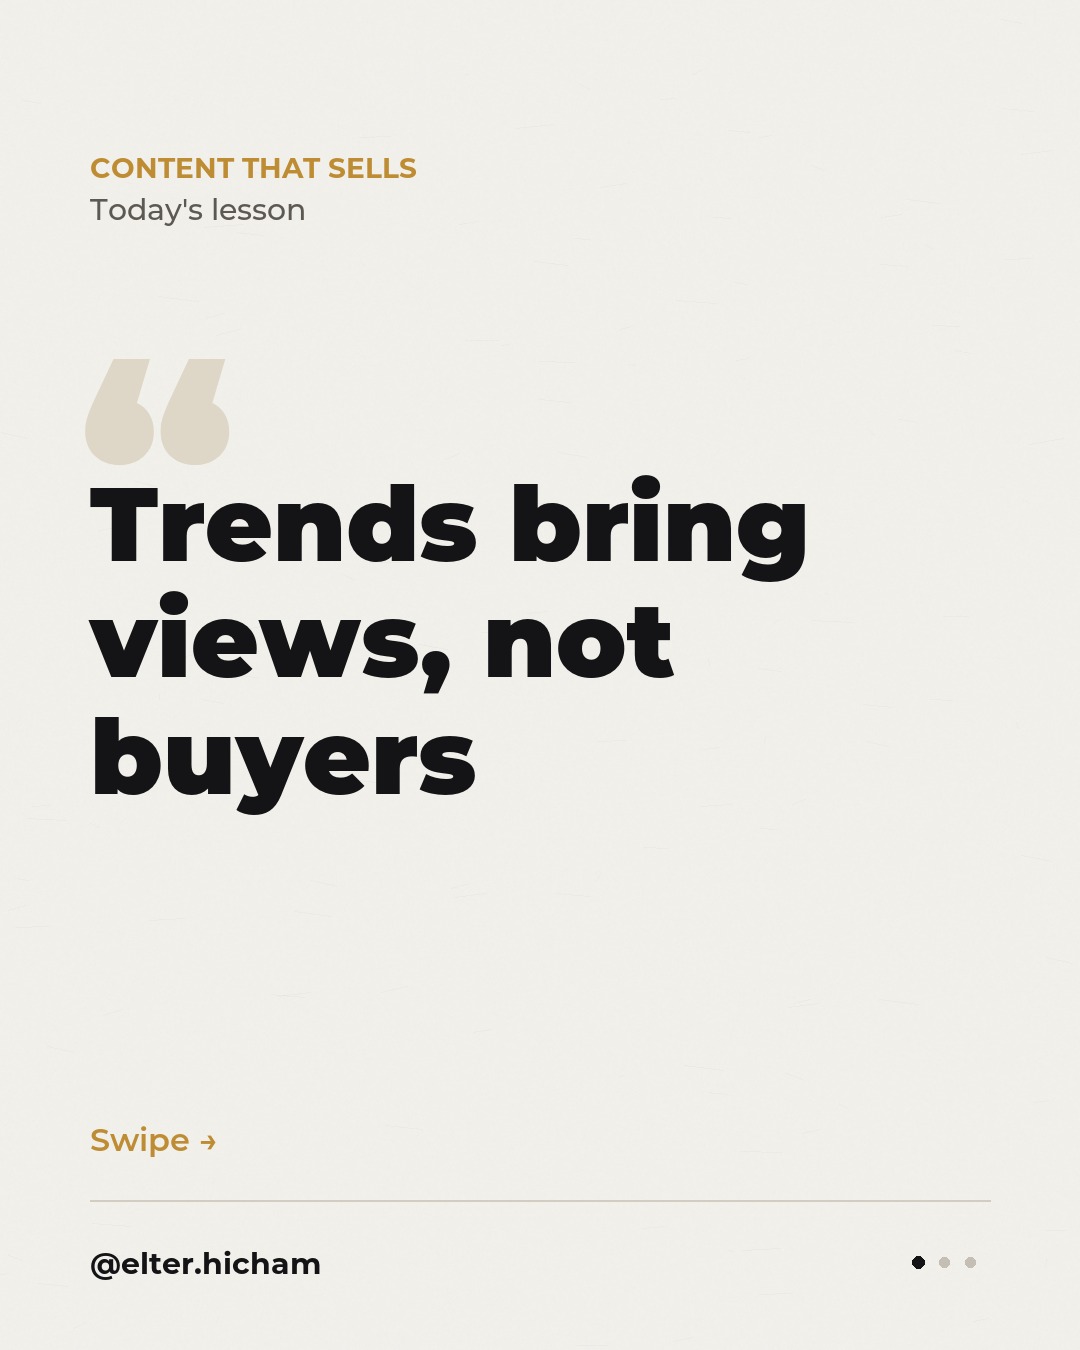 CONTENT THAT SELLS
Today's lesson
“
Trends bring
views, not
buyers
Swipe →
@elter.hicham